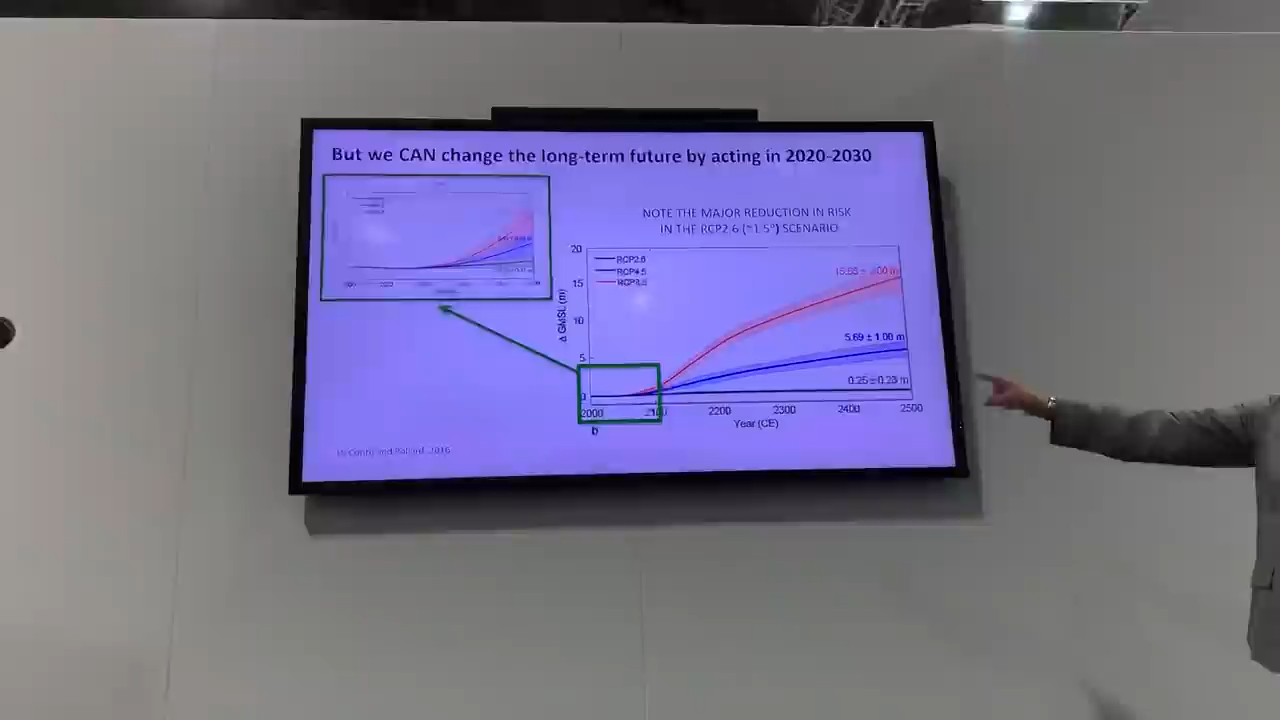 But we CAN change the long-term future by acting in 2020-2030
NOTE THE MAJOR REDUCTION IN RISK
IN THE RCP2.6 (~1.5°) SCENARIO
20
RCP2.6
RCP4.5
RCP8.5
15
10
5
0
Δ GMSL (m)
5.69 ± 1.00 m
0.25 ± 0.23 m
2000
2100
2200
2300
2400
2500
Year (CE)
b
2016